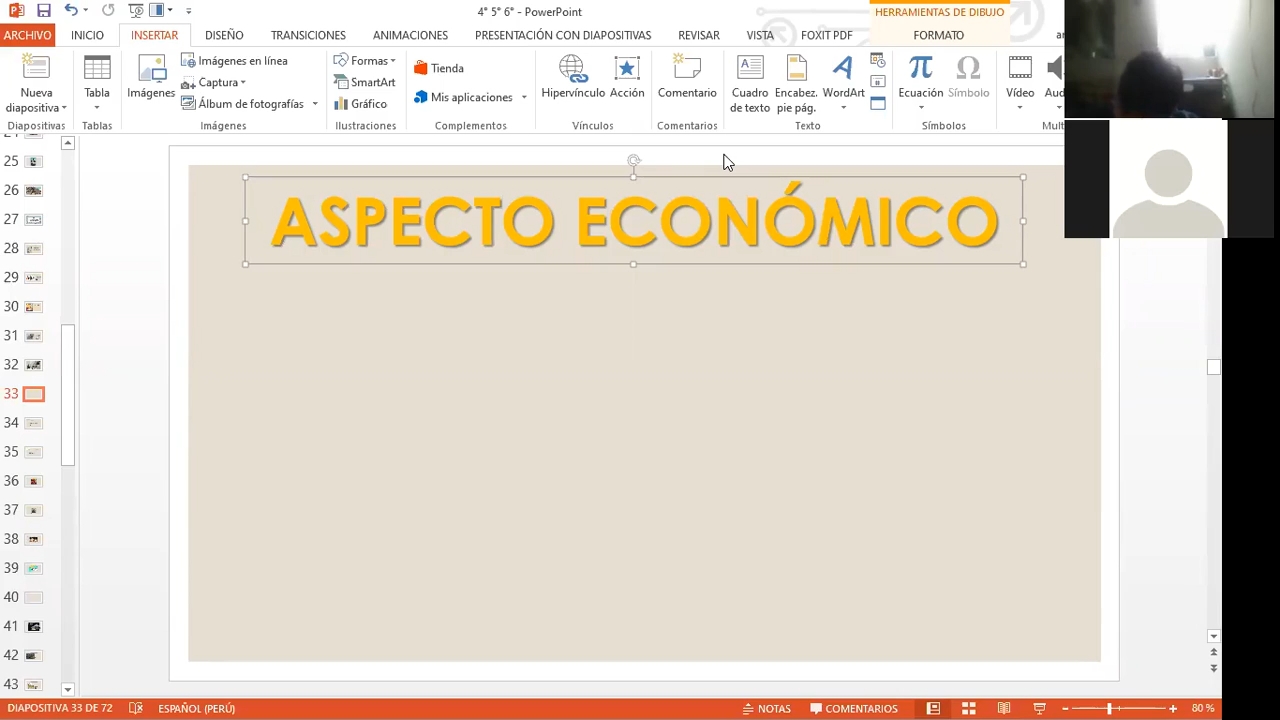 4° 5° 6° - PowerPoint
HERRAMIENTAS DE DIBUJO
ARCHIVO INICIO INSERTAR DISEÑO TRANSICIONES ANIMACIONES PRESENTACIÓN CON DIAPOSITIVAS REVISAR VISTA FOXIT PDF FORMATO
Nueva diapositiva
Tabla
Imágenes
Imágenes en línea
Captura
Álbum de fotografías
Formas
SmartArt
Gráfico
Tienda
Mis aplicaciones
Hipervínculo
Acción
Comentario
Cuadro de texto
Encabez. pie pág.
WordArt
Ecuación
Símbolo
Vídeo
Diapositivas Tablas Imágenes Ilustraciones Complementos Vínculos Comentarios Texto Símbolos
ASPECTO ECONÓMICO
25
26
27
28
29
30
31
32
33
34
35
36
37
38
39
40
41
42
43
DIAPOSITIVA 33 DE 72 ESPAÑOL (PERÚ) NOTAS COMENTARIOS 80 %